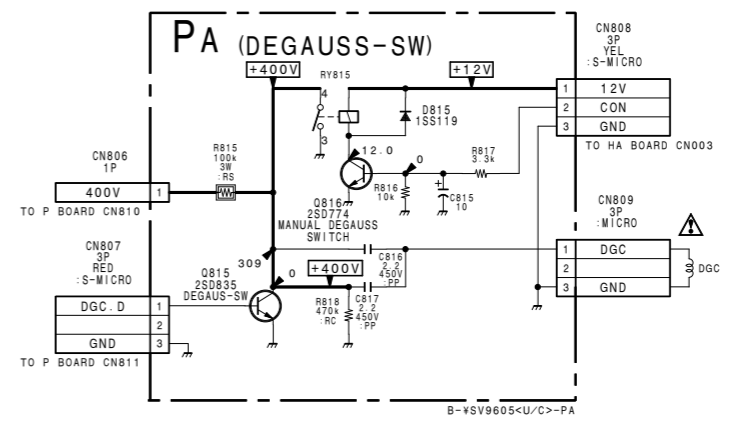 PA (DEGAUSS-SW)
+400V
RY815
4
3
+12V
D815
1SS119
CN808
3P
YEL
:S-MICRO
1 12V
2 CON
3 GND
TO HA BOARD CN003
CN806
1P
400V 1
TO P BOARD CN810
R815
100k
3W
:RS
12.0
0
R817
3.3k
R816
10k
+
C815
10
Q816
2SD774
MANUAL DEGAUSS
SWITCH
CN809
3P
:MICRO
1 DGC
2
3 GND
DGC
CN807
3P
RED
:S-MICRO
DGC.D 1
2
GND 3
TO P BOARD CN811
309
Q815
2SD835
DEGAUS-SW
0
+400V
C816
2.2
450V
:PP
R818
470k
:RC
C817
2.2
450V
:PP
B-¥SV9605<U/C>-PA